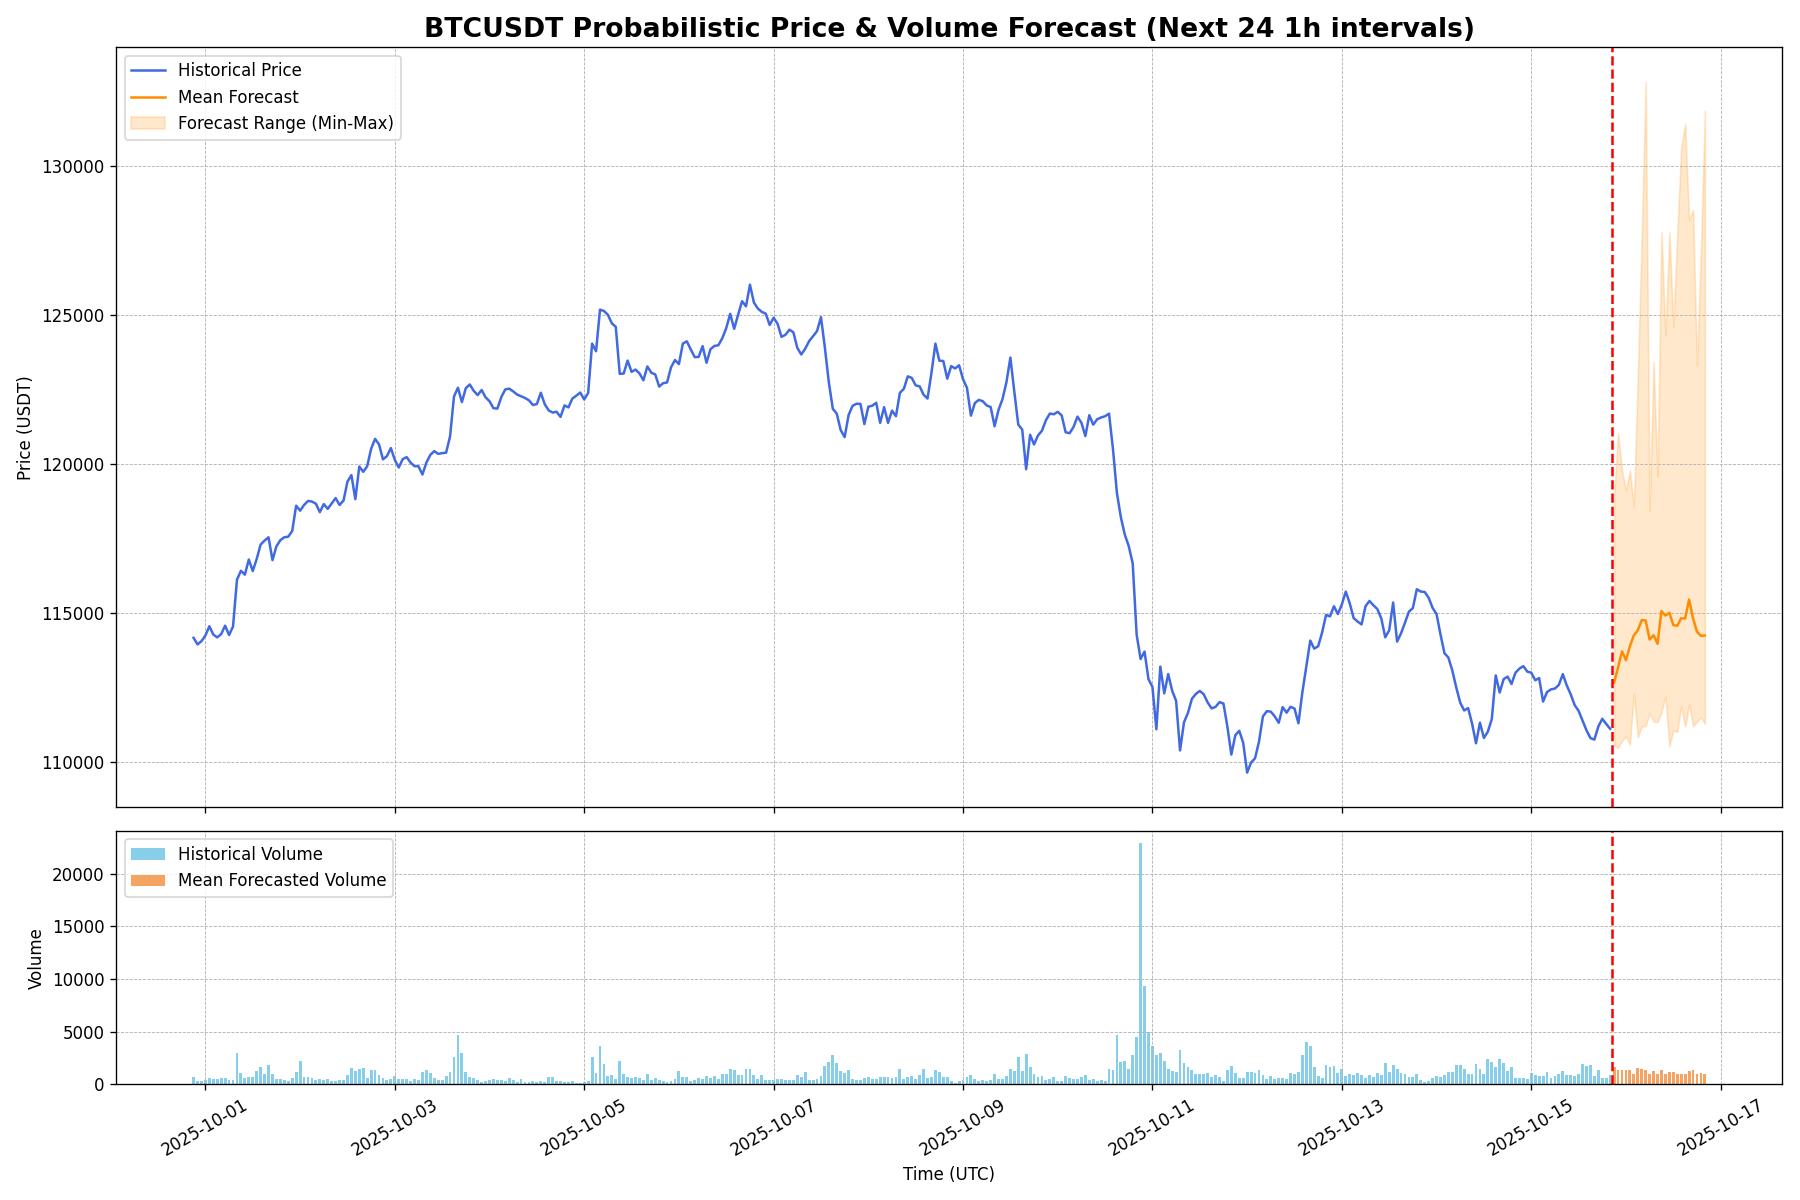 BTCUSDT Probabilistic Price & Volume Forecast (Next 24 1h intervals)
Historical Price
Mean Forecast
Forecast Range (Min-Max)
130000
125000
120000
115000
110000
Price (USDT)
Historical Volume
Mean Forecasted Volume
20000
15000
10000
5000
0
Volume
2025-10-01
2025-10-03
2025-10-05
2025-10-07
2025-10-09
2025-10-11
2025-10-13
2025-10-15
2025-10-17
Time (UTC)